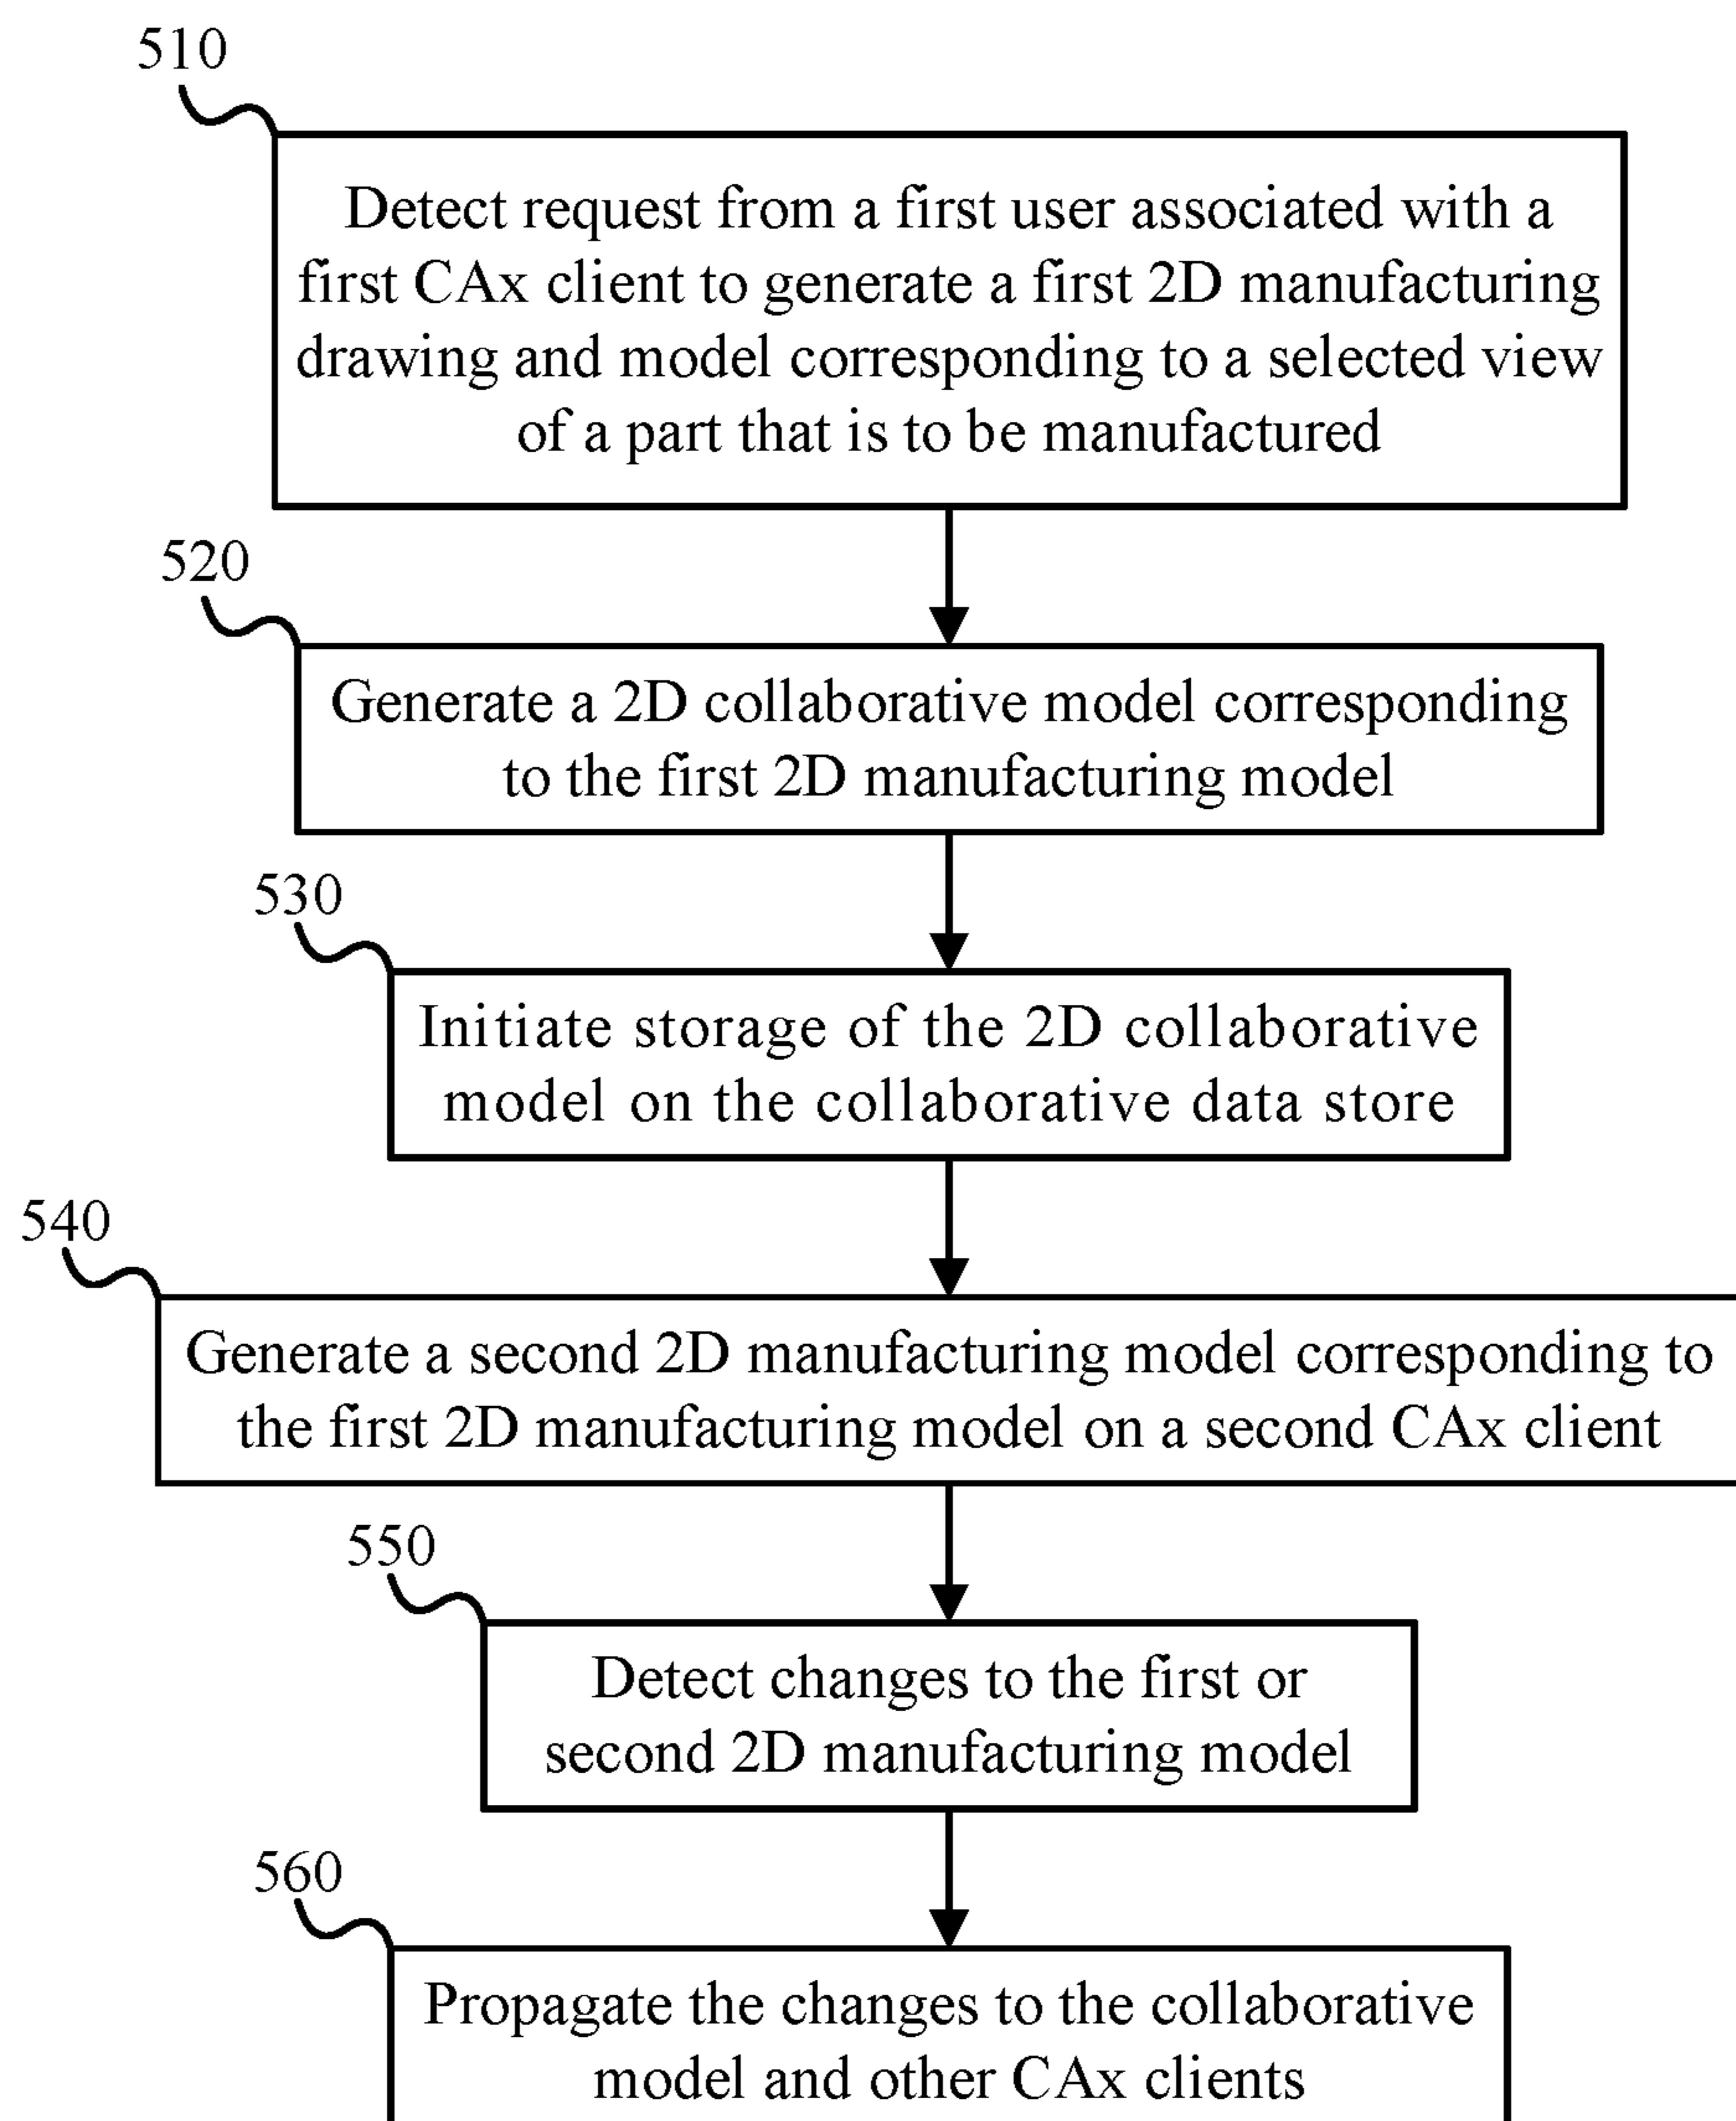 510
Detect request from a first user associated with a
first CAx client to generate a first 2D manufacturing
drawing and model corresponding to a selected view
of a part that is to be manufactured
520
Generate a 2D collaborative model corresponding
to the first 2D manufacturing model
530
Initiate storage of the 2D collaborative
model on the collaborative data store
540
Generate a second 2D manufacturing model corresponding to
the first 2D manufacturing model on a second CAx client
550
Detect changes to the first or
second 2D manufacturing model
560
Propagate the changes to the collaborative
model and other CAx clients